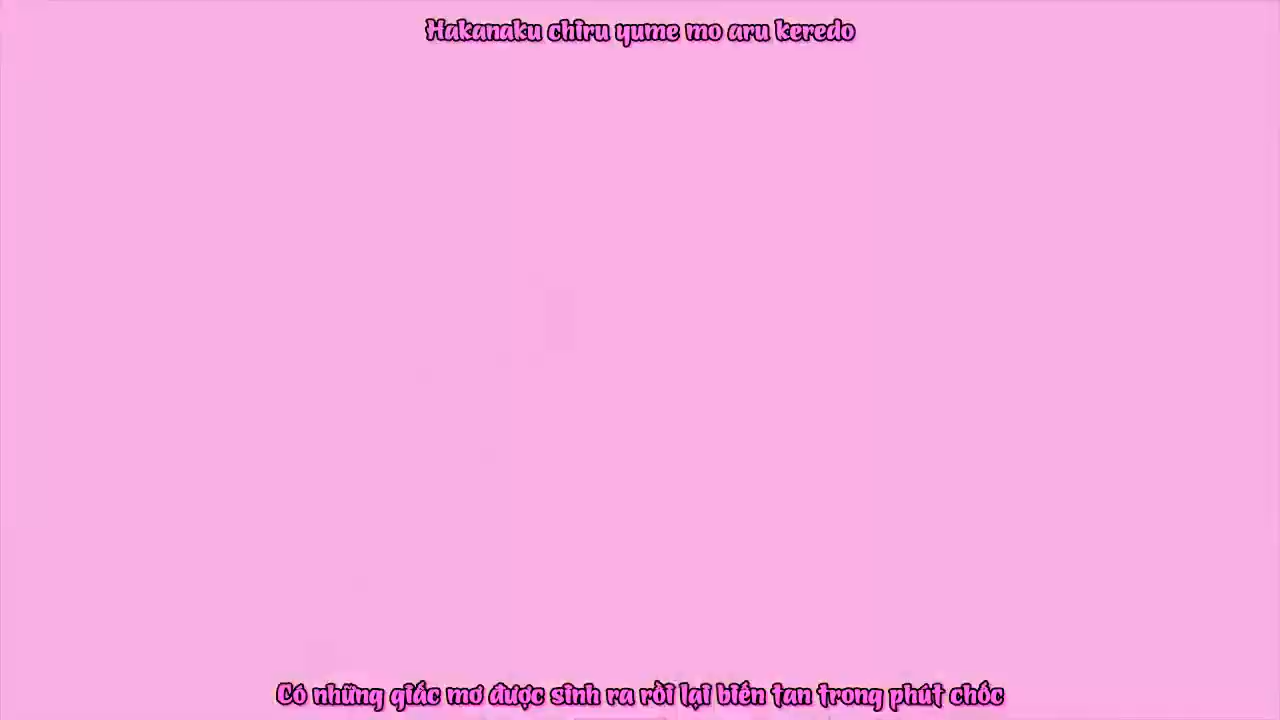 Hakanaku chiru yume mo aru keredo
Có những giấc mơ được sinh ra rồi lại biến tan trong phút chốc